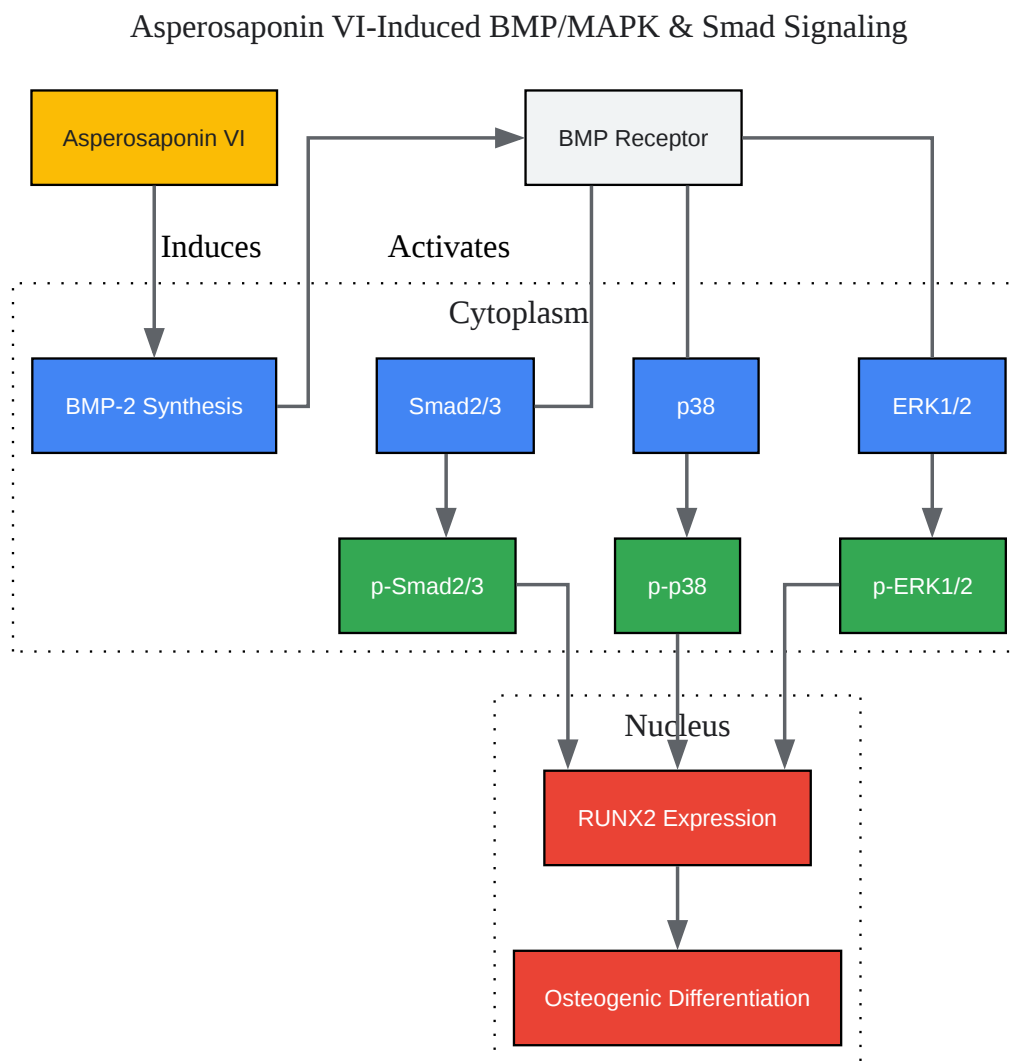 Asperosaponin VI-Induced BMP/MAPK & Smad Signaling
Asperosaponin VI
BMP Receptor
Induces
Activates
Cytoplasm
BMP-2 Synthesis
Smad2/3
p38
ERK1/2
p-Smad2/3
p-p38
p-ERK1/2
Nucleus
RUNX2 Expression
Osteogenic Differentiation